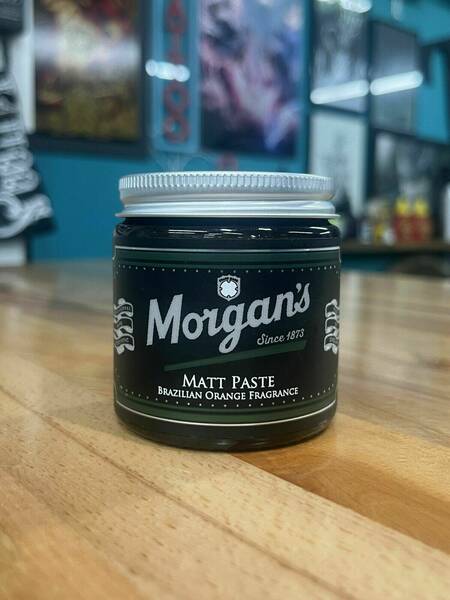 Morgan's
Since 1873
MATT PASTE
BRAZILIAN ORANGE FRAGRANCE